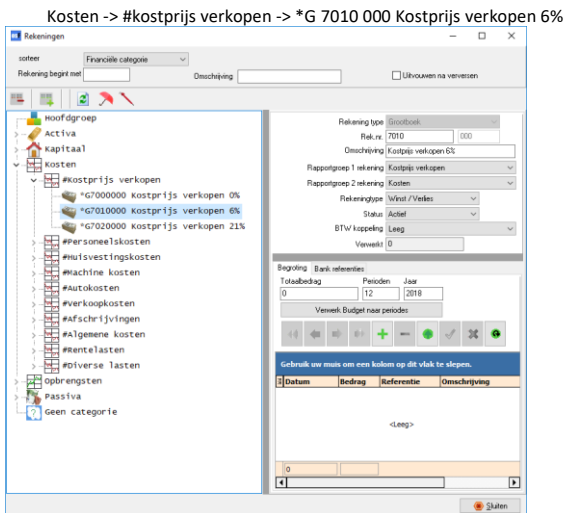 Kosten -> #kostprijs verkopen -> *G 7010 000 Kostprijs verkopen 6%
Rekeningen
sorteer Financiële categorie
Rekening begint met Omschrijving Uitvouwen na verversen
Hoofdgroep
Activa
Kapitaal
Kosten
#Kostprijs verkopen
*G7000000 Kostprijs verkopen 0%
*G7010000 Kostprijs verkopen 6%
*G7020000 Kostprijs verkopen 21%
#Personeelskosten
#Huisvestingskosten
#Machine kosten
#Autokosten
#Verkoopkosten
#Afschrijvingen
#Algemene kosten
#Rentelasten
#Diverse lasten
Opbrengsten
Passiva
Geen categorie
Rekening type Grootboek
Rek.nr. 7010 000
Omschrijving Kostprijs verkopen 6%
Rapportgroep 1 rekening Kostprijs verkopen
Rapportgroep 2 rekening Kosten
Rekeningtype Winst / Verlies
Status Actief
BTW koppeling Leeg
Verwerkt 0
Begroting Bank referenties
Totaalbedrag Perioden Jaar
0 12 2018
Verwerk Budget naar periodes
Gebruik uw muis om een kolom op dit vlak te slepen.
Datum Bedrag Referentie Omschrijving
<Leeg>
0
Sluiten